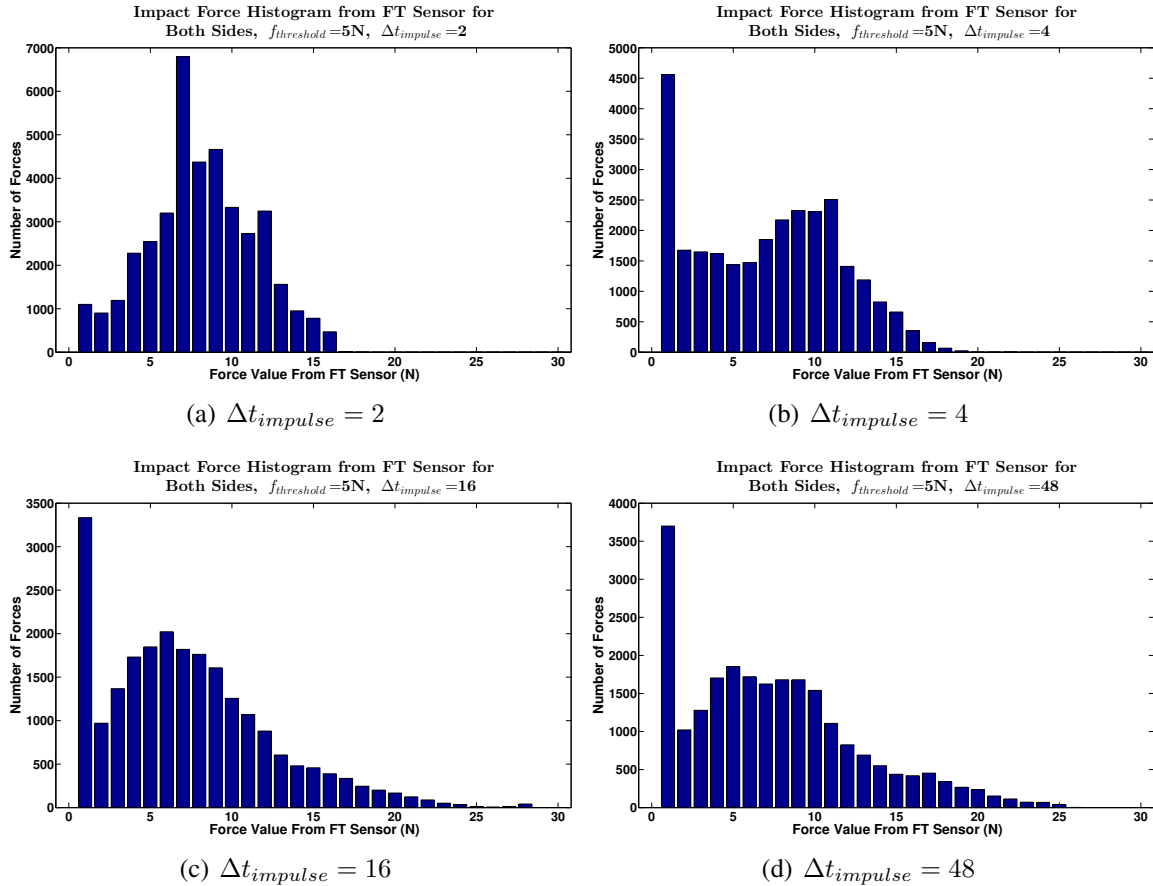 Impact Force Histogram from FT Sensor for
Both Sides, f_threshold=5N, Δt_impulse=2
7000
6000
5000
4000
3000
2000
1000
0
Number of Forces
0 5 10 15 20 25 30
Force Value From FT Sensor (N)
(a) Δt_impulse = 2
Impact Force Histogram from FT Sensor for
Both Sides, f_threshold=5N, Δt_impulse=4
5000
4500
4000
3500
3000
2500
2000
1500
1000
500
0
Number of Forces
0 5 10 15 20 25 30
Force Value From FT Sensor (N)
(b) Δt_impulse = 4
Impact Force Histogram from FT Sensor for
Both Sides, f_threshold=5N, Δt_impulse=16
3500
3000
2500
2000
1500
1000
500
0
Number of Forces
0 5 10 15 20 25 30
Force Value From FT Sensor (N)
(c) Δt_impulse = 16
Impact Force Histogram from FT Sensor for
Both Sides, f_threshold=5N, Δt_impulse=48
4000
3500
3000
2500
2000
1500
1000
500
0
Number of Forces
0 5 10 15 20 25 30
Force Value From FT Sensor (N)
(d) Δt_impulse = 48